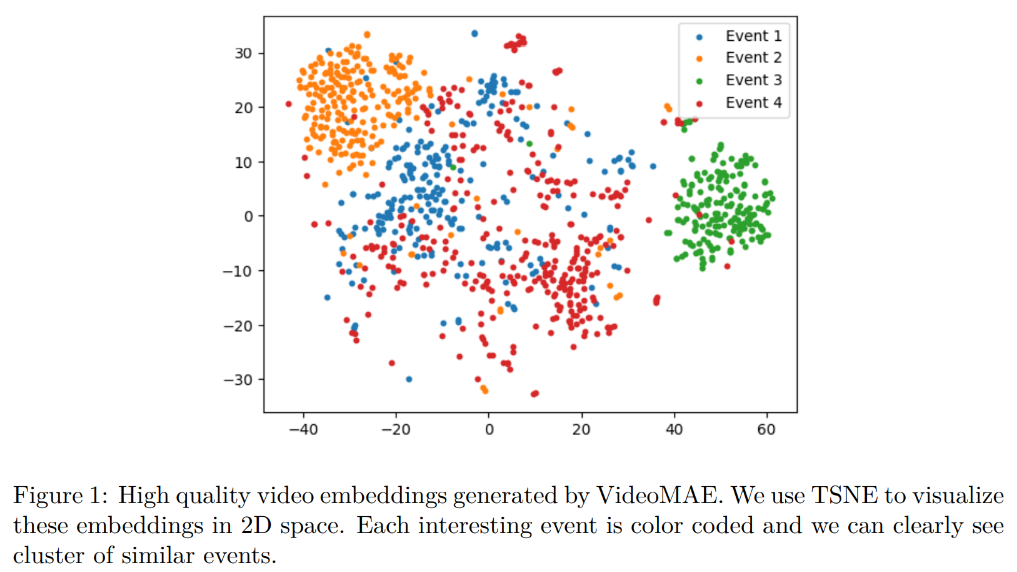 Event 1
Event 2
Event 3
Event 4
30
20
10
0
−10
−20
−30
−40 −20 0 20 40 60
Figure 1: High quality video embeddings generated by VideoMAE. We use TSNE to visualize
these embeddings in 2D space. Each interesting event is color coded and we can clearly see
cluster of similar events.